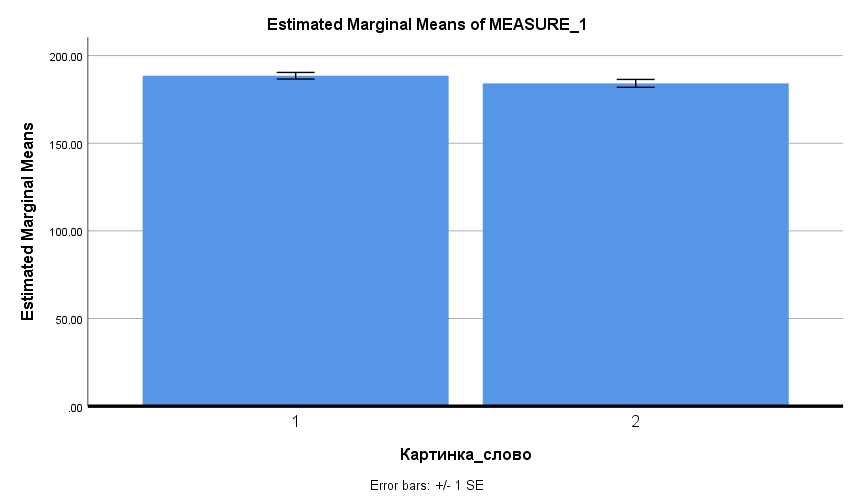 Estimated Marginal Means of MEASURE_1
Estimated Marginal Means
200.00
150.00
100.00
50.00
.00
1 2
Картинка_слово
Error bars: +/- 1 SE